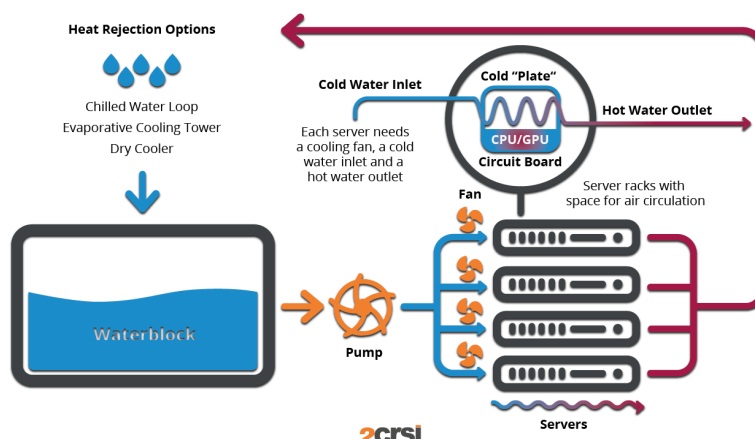 Heat Rejection Options
Chilled Water Loop
Evaporative Cooling Tower
Dry Cooler
Waterblock
Pump
Cold Water Inlet
Each server needs
a cooling fan, a cold
water inlet and a
hot water outlet
Cold "Plate"
CPU/GPU
Circuit Board
Hot Water Outlet
Fan
Server racks with
space for air circulation
Servers
2crsi